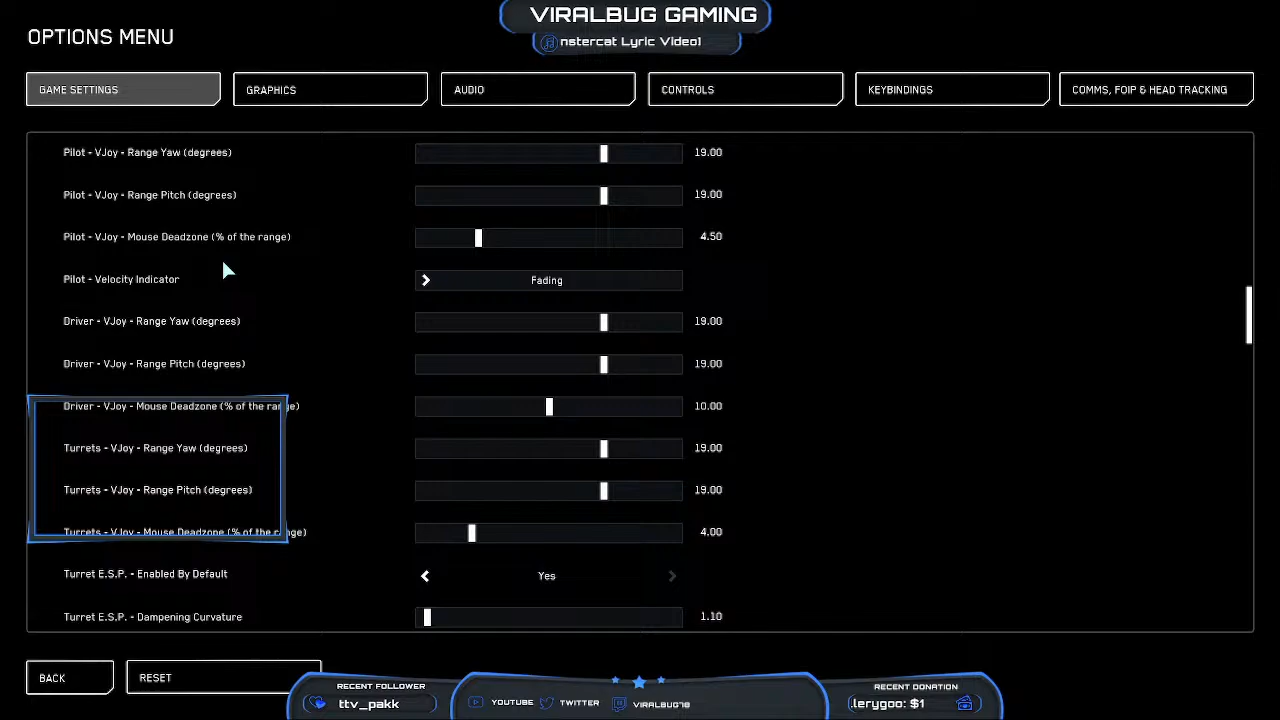 VIRALBUG GAMING
nstercat Lyric Video]
OPTIONS MENU
GAME SETTINGS
GRAPHICS
AUDIO
CONTROLS
KEYBINDINGS
COMMS, FOIP & HEAD TRACKING
Pilot - VJoy - Range Yaw (degrees) 19.00
Pilot - VJoy - Range Pitch (degrees) 19.00
Pilot - VJoy - Mouse Deadzone (% of the range) 4.50
Pilot - Velocity Indicator Fading
Driver - VJoy - Range Yaw (degrees) 19.00
Driver - VJoy - Range Pitch (degrees) 19.00
Driver - VJoy - Mouse Deadzone (% of the range) 10.00
Turrets - VJoy - Range Yaw (degrees) 19.00
Turrets - VJoy - Range Pitch (degrees) 19.00
Turrets - VJoy - Mouse Deadzone (% of the range) 4.00
Turret E.S.P. - Enabled By Default Yes
Turret E.S.P. - Dampening Curvature 1.10
BACK
RESET
RECENT FOLLOWER
ttv_pakk
YOUTUBE
TWITTER
VIRALBUG78
RECENT DONATION
lerygoo: $1